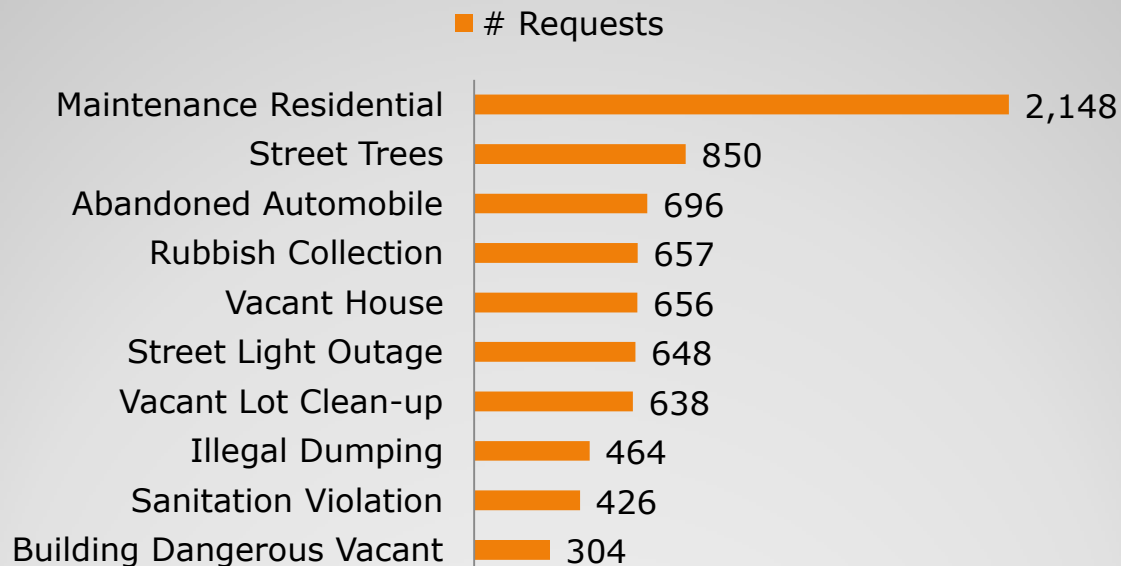 # Requests
Maintenance Residential 2,148
Street Trees 850
Abandoned Automobile 696
Rubbish Collection 657
Vacant House 656
Street Light Outage 648
Vacant Lot Clean-up 638
Illegal Dumping 464
Sanitation Violation 426
Building Dangerous Vacant 304